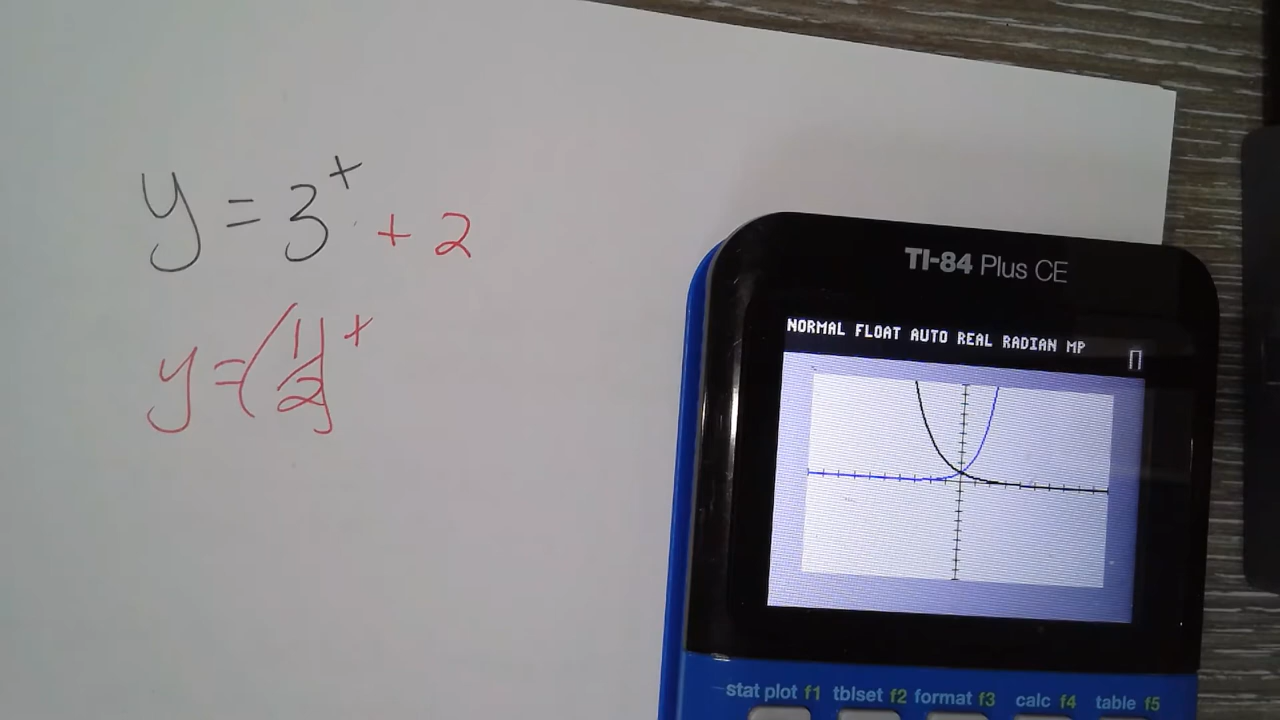 y = 3^x + 2
y = (1/2)^x
TI-84 Plus CE
NORMAL FLOAT AUTO REAL RADIAN MP
stat plot f1 tblset f2 format f3 calc f4 table f5